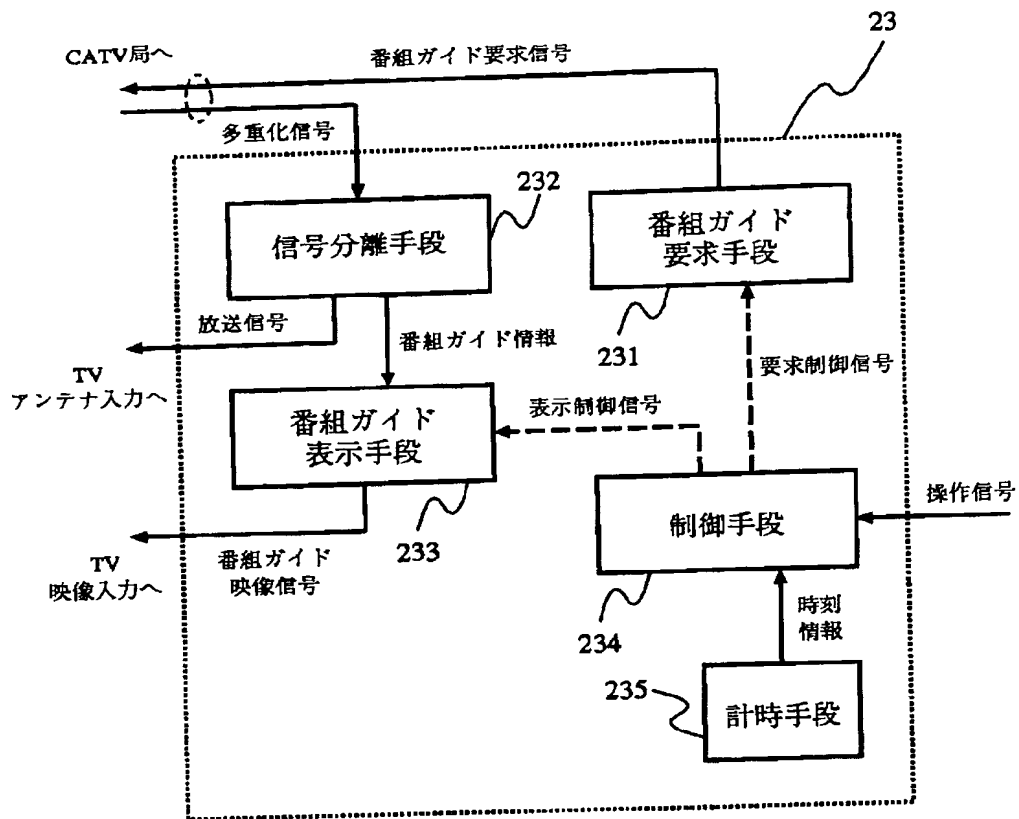 23
CATV局へ
番組ガイド要求信号
多重化信号
232
信号分離手段
番組ガイド
要求手段
放送信号
番組ガイド情報
231
要求制御信号
TV
アンテナ入力へ
表示制御信号
番組ガイド
表示手段
操作信号
制御手段
233
TV
映像入力へ
番組ガイド
映像信号
234
時刻
情報
235
計時手段